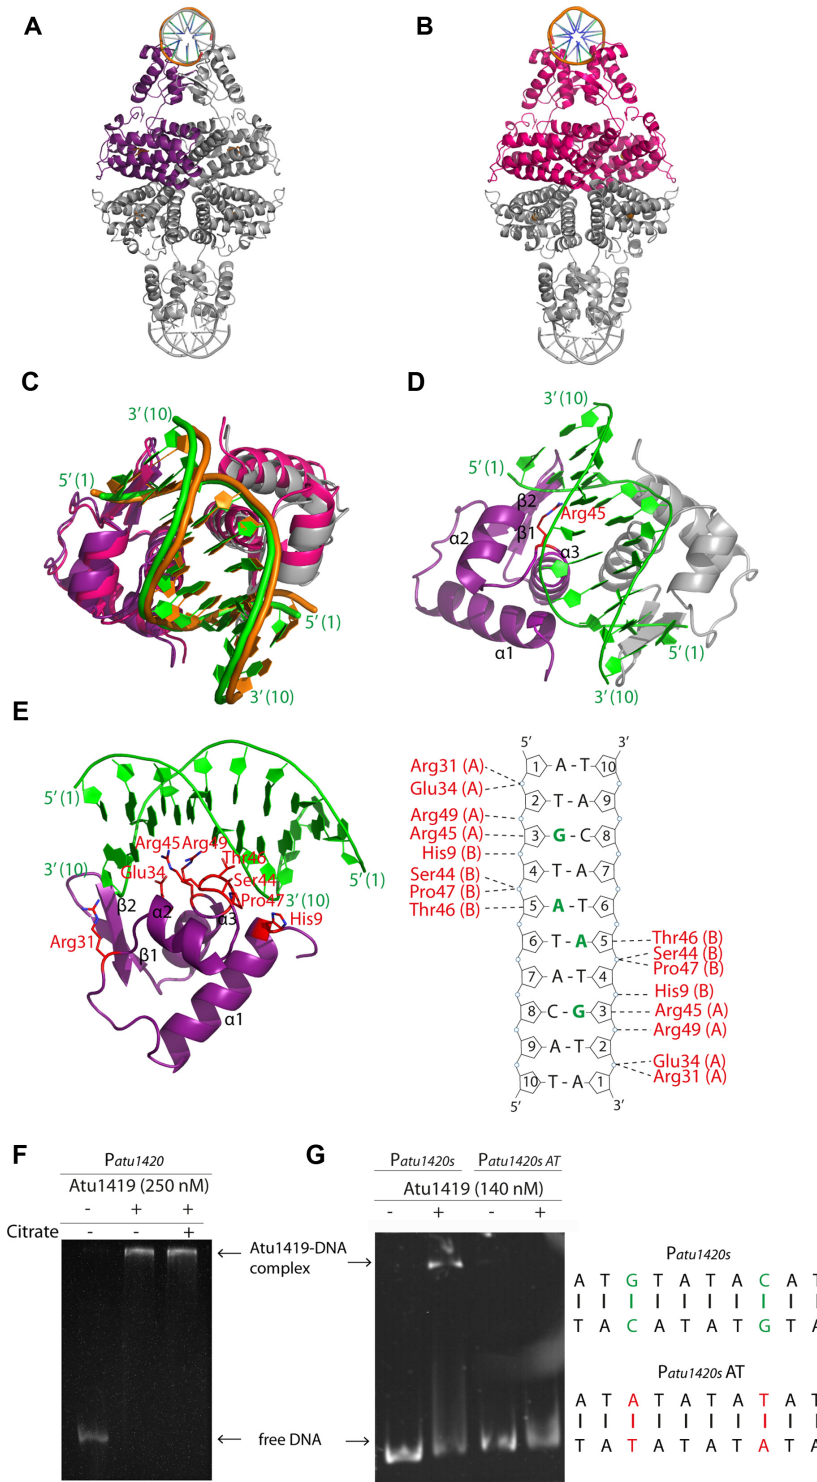 A
B
C
3′ (10)
5′ (1)
5′ (1)
3′ (10)
D
3′ (10)
5′ (1)
β2
Arg45
β1
α2
α3
α1
5′ (1)
3′ (10)
E
5′ (1)
Arg45 Arg49
Thr46
3′ (10)
Glu34
Ser44
5′ (1)
Pro47 3′ (10)
β2
α2
α3
His9
Arg31
β1
α1
5′ 3′
Arg31 (A)
1 A - T 10
Glu34 (A)
2 T - A 9
Arg49 (A)
Arg45 (A)
3 G - C 8
His9 (B)
4 T - A 7
Ser44 (B)
Pro47 (B)
Thr46 (B)
5 A - T 6
6 T - A 5
Thr46 (B)
Ser44 (B)
Pro47 (B)
7 A - T 4
His9 (B)
8 C - G 3
Arg45 (A)
Arg49 (A)
9 A - T 2
Glu34 (A)
10 T - A 1
Arg31 (A)
5′ 3′
F
Patu1420
Atu1419 (250 nM)
- + +
Citrate - - +
Atu1419-DNA
complex
free DNA
G
Patu1420s Patu1420s AT
Atu1419 (140 nM)
- + - +
Patu1420s
A T G T A T A C A T
T A C A T A T G T A
Patu1420s AT
A T A T A T A T A T
T A T A T A T A T A